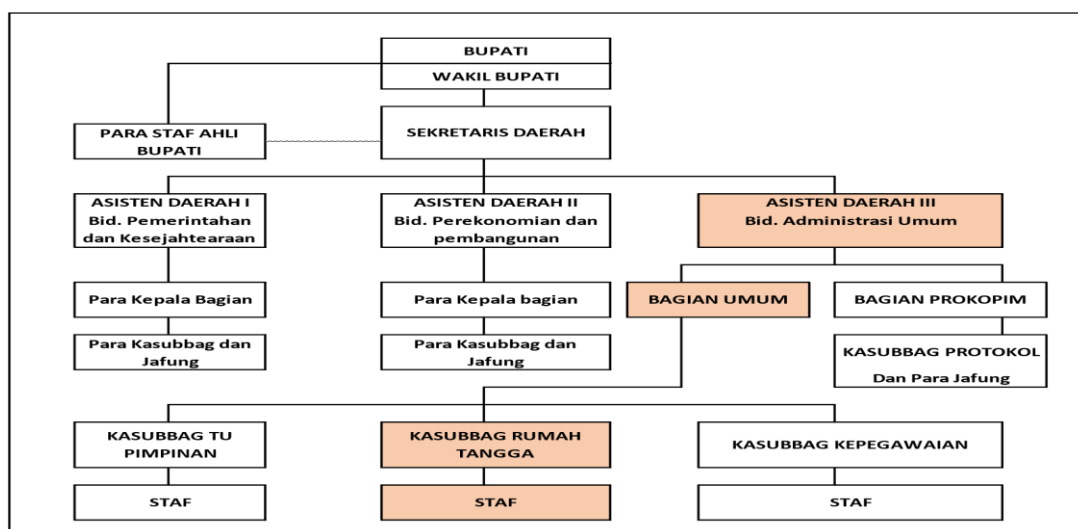 BUPATI
WAKIL BUPATI
PARA STAF AHLI
BUPATI
SEKRETARIS DAERAH
ASISTEN DAERAH I
Bid. Pemerintahan
dan Kesejahtearaan
ASISTEN DAERAH II
Bid. Perekonomian dan
pembangunan
ASISTEN DAERAH III
Bid. Administrasi Umum
Para Kepala Bagian
Para Kepala bagian
BAGIAN UMUM
BAGIAN PROKOPIM
Para Kasubbag dan
Jafung
Para Kasubbag dan
Jafung
KASUBBAG PROTOKOL
Dan Para Jafung
KASUBBAG TU
PIMPINAN
KASUBBAG RUMAH
TANGGA
KASUBBAG KEPEGAWAIAN
STAF
STAF
STAF